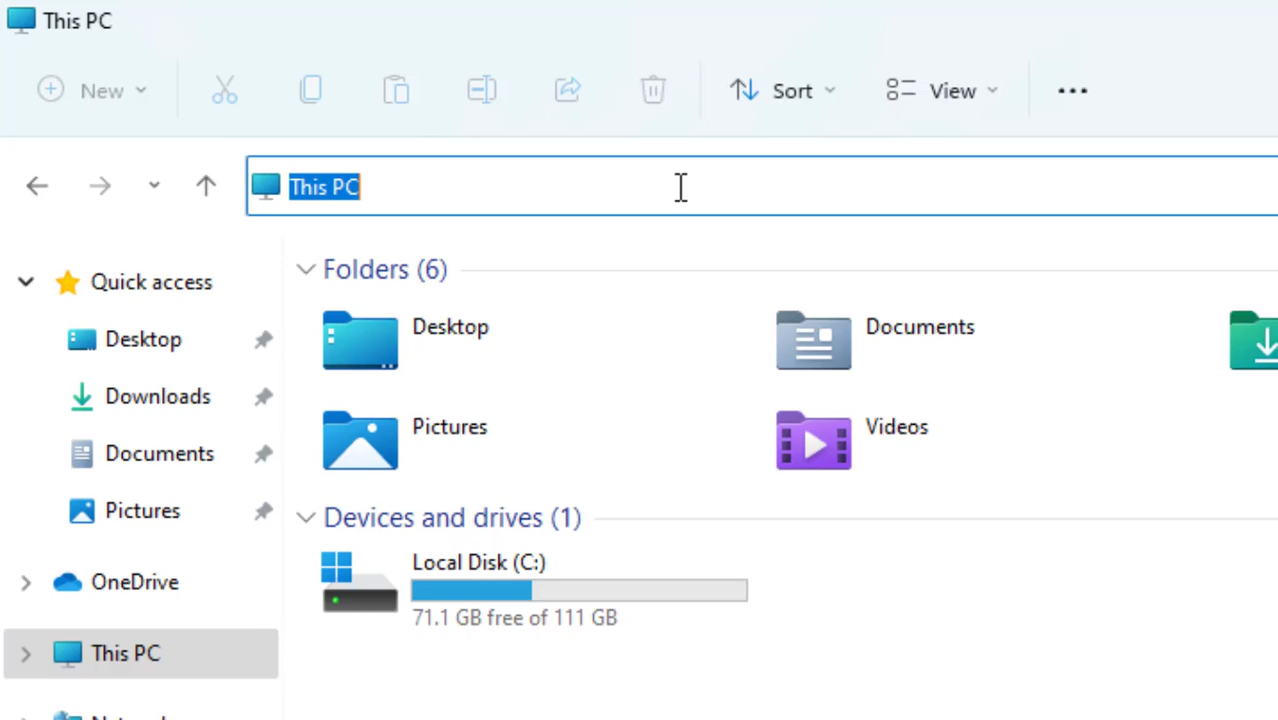 This PC
New
Sort
View
This PC
Quick access
Desktop
Downloads
Documents
Pictures
OneDrive
This PC
Folders (6)
Desktop
Documents
Pictures
Videos
Devices and drives (1)
Local Disk (C:)
71.1 GB free of 111 GB